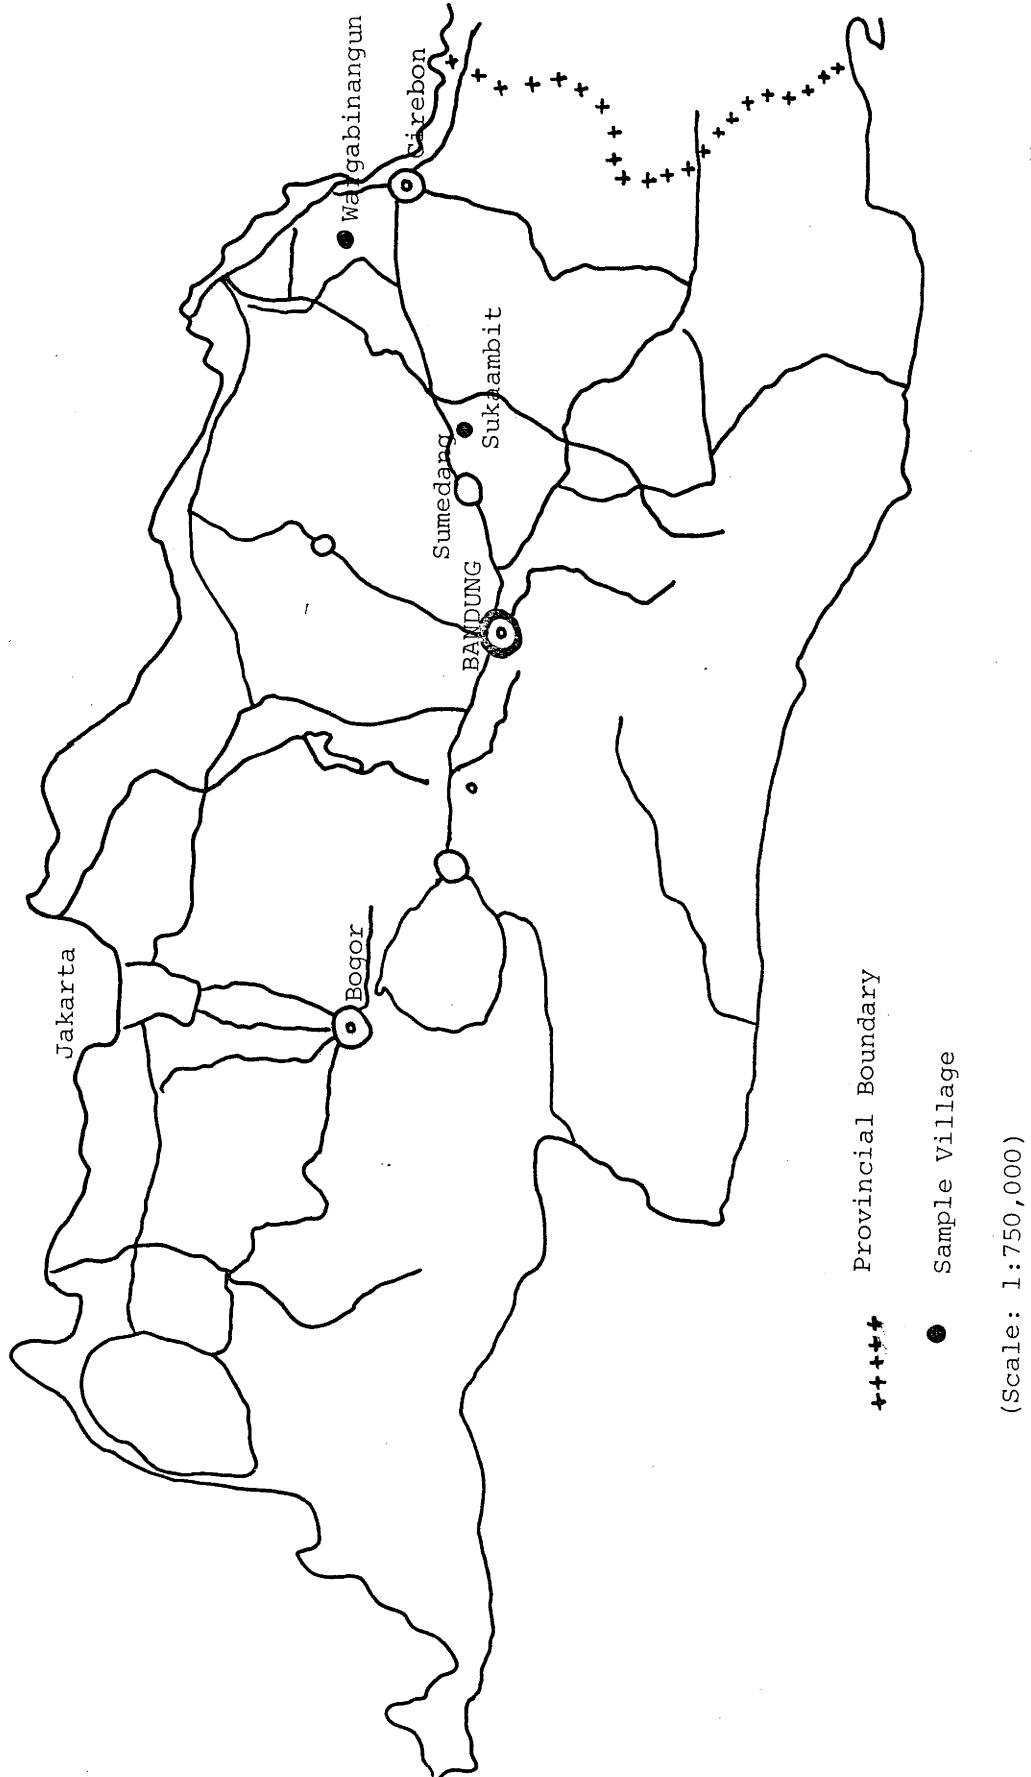 Jakarta
Bogor
BANDUNG
Sumedang
Sukaambit
Wargabinangun
Cirebon
+++++ Provincial Boundary
● Sample Village
(Scale: 1:750,000)